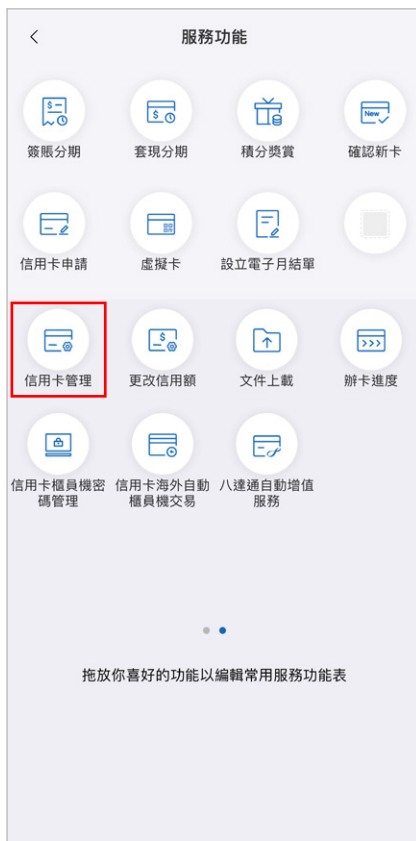 服務功能
簽賬分期 套現分期 積分獎賞 確認新卡
信用卡申請 虛擬卡 設立電子月結單
信用卡管理 更改信用額 文件上載 辦卡進度
信用卡櫃員機密 信用卡海外自動 八達通自動增值
碼管理 櫃員機交易 服務
拖放你喜好的功能以編輯常用服務功能表
New